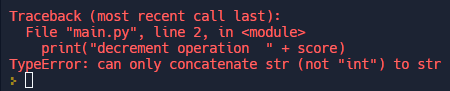 Traceback (most recent call last):
  File "main.py", line 2, in <module>
    print("decrement operation  " + score)
TypeError: can only concatenate str (not "int") to str
>